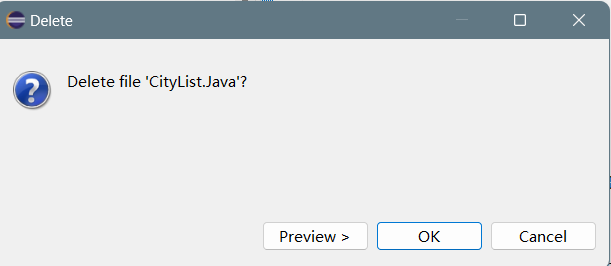 Delete
Delete file 'CityList.Java'?
Preview >
OK
Cancel